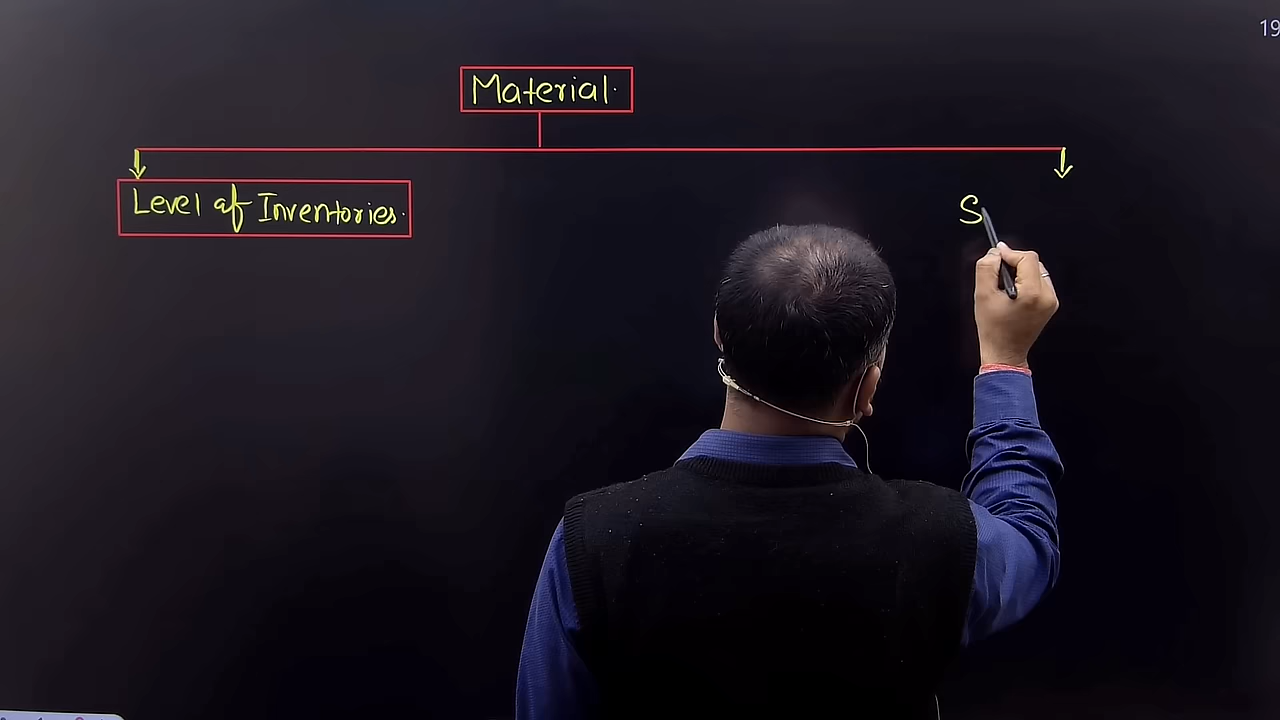 19
Material.
Level of Inventories.
S